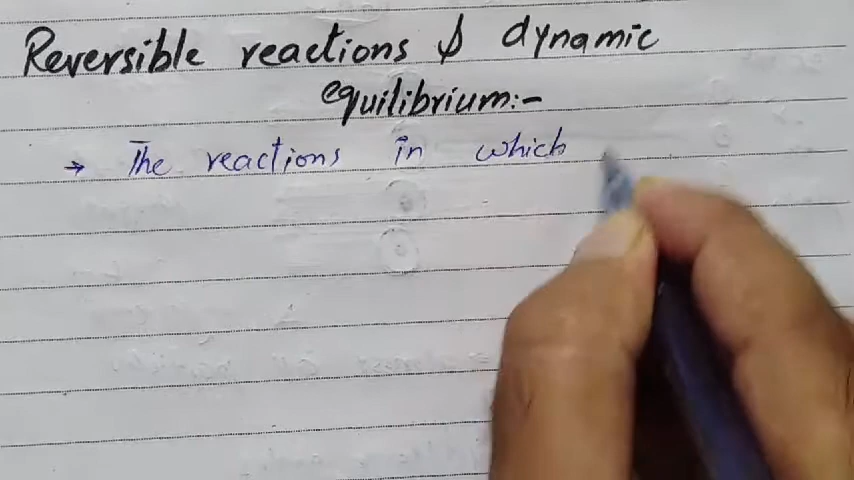 Reversible reactions & dynamic
equilibrium:-
→ The reactions in which